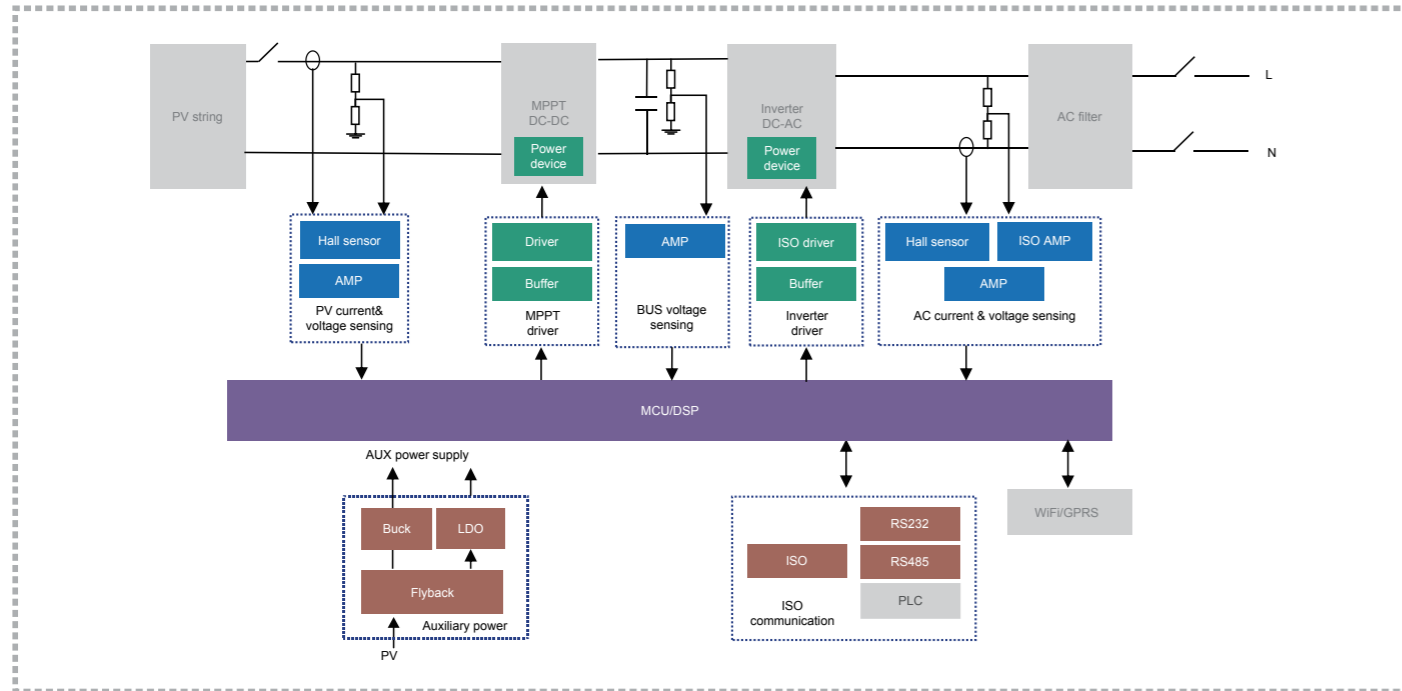 PV string
MPPT
DC-DC
Power
device
Inverter
DC-AC
Power
device
AC filter
L
N
Hall sensor
AMP
PV current&
voltage sensing
Driver
Buffer
MPPT
driver
AMP
BUS voltage
sensing
ISO driver
Buffer
Inverter
driver
Hall sensor
ISO AMP
AMP
AC current & voltage sensing
MCU/DSP
AUX power supply
Buck
LDO
Flyback
Auxiliary power
PV
ISO
RS232
RS485
PLC
ISO
communication
WiFi/GPRS